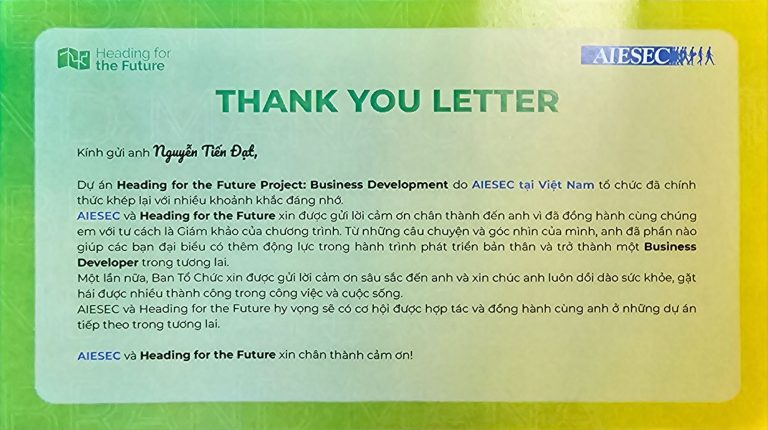 Heading for
the Future
AIESEC
THANK YOU LETTER
Kính gửi anh Nguyễn Tiến Đạt,
Dự án Heading for the Future Project: Business Development do AIESEC tại Việt Nam tổ chức đã chính
thức khép lại với nhiều khoảnh khắc đáng nhớ.
AIESEC và Heading for the Future xin được gửi lời cảm ơn chân thành đến anh vì đã đồng hành cùng chúng
em với tư cách là Giám khảo của chương trình. Từ những câu chuyện và góc nhìn của mình, anh đã phần nào
giúp các bạn đại biểu có thêm động lực trong hành trình phát triển bản thân và trở thành một Business
Developer trong tương lai.
Một lần nữa, Ban Tổ Chức xin được gửi lời cảm ơn sâu sắc đến anh và xin chúc anh luôn dồi dào sức khỏe, gặt
hái được nhiều thành công trong công việc và cuộc sống.
AIESEC và Heading for the Future hy vọng sẽ có cơ hội được hợp tác và đồng hành cùng anh ở những dự án
tiếp theo trong tương lai.
AIESEC và Heading for the Future xin chân thành cảm ơn!